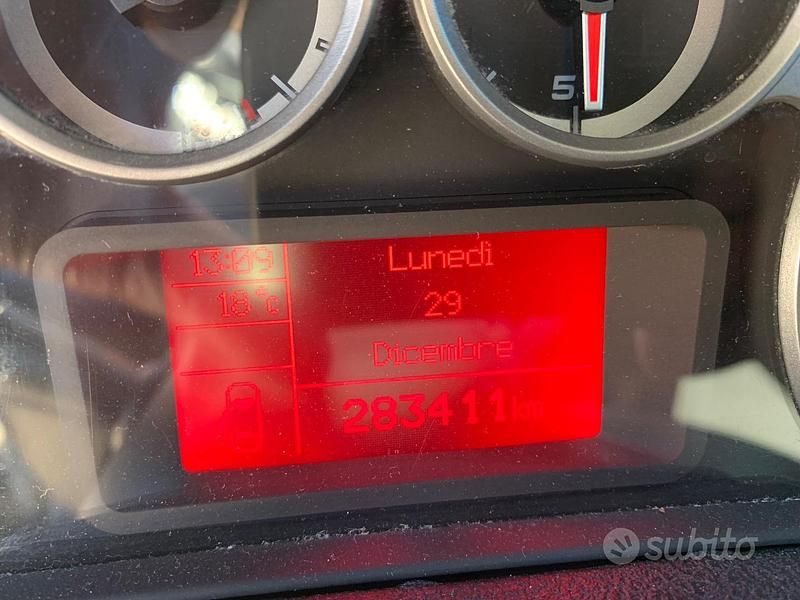 5
13:09
Lunedì
18°C
29
Dicembre
283411km
subito